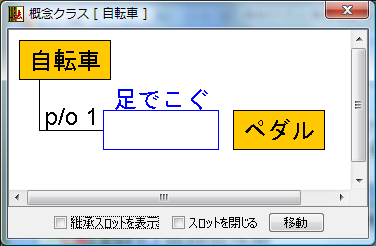 概念クラス [ 自転車 ]
自転車
足でこぐ
p/o 1
ペダル
継承スロットを表示
スロットを閉じる
移動